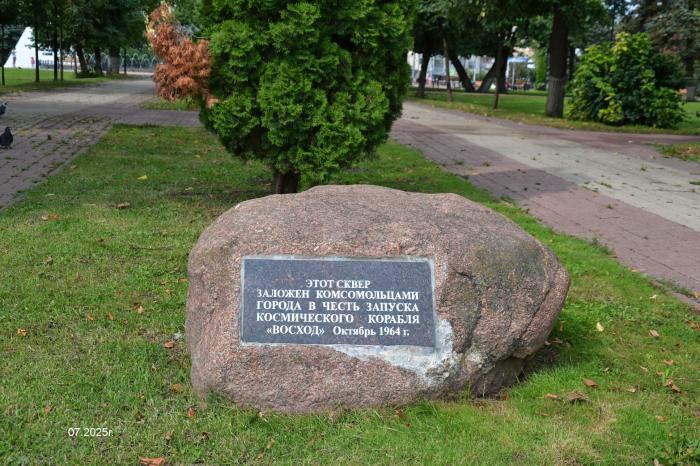 ЭТОТ СКВЕР
ЗАЛОЖЕН КОМСОМОЛЬЦАМИ
ГОРОДА В ЧЕСТЬ ЗАПУСКА
КОСМИЧЕСКОГО КОРАБЛЯ
«ВОСХОД» Октябрь 1964 г.
07.2025г.